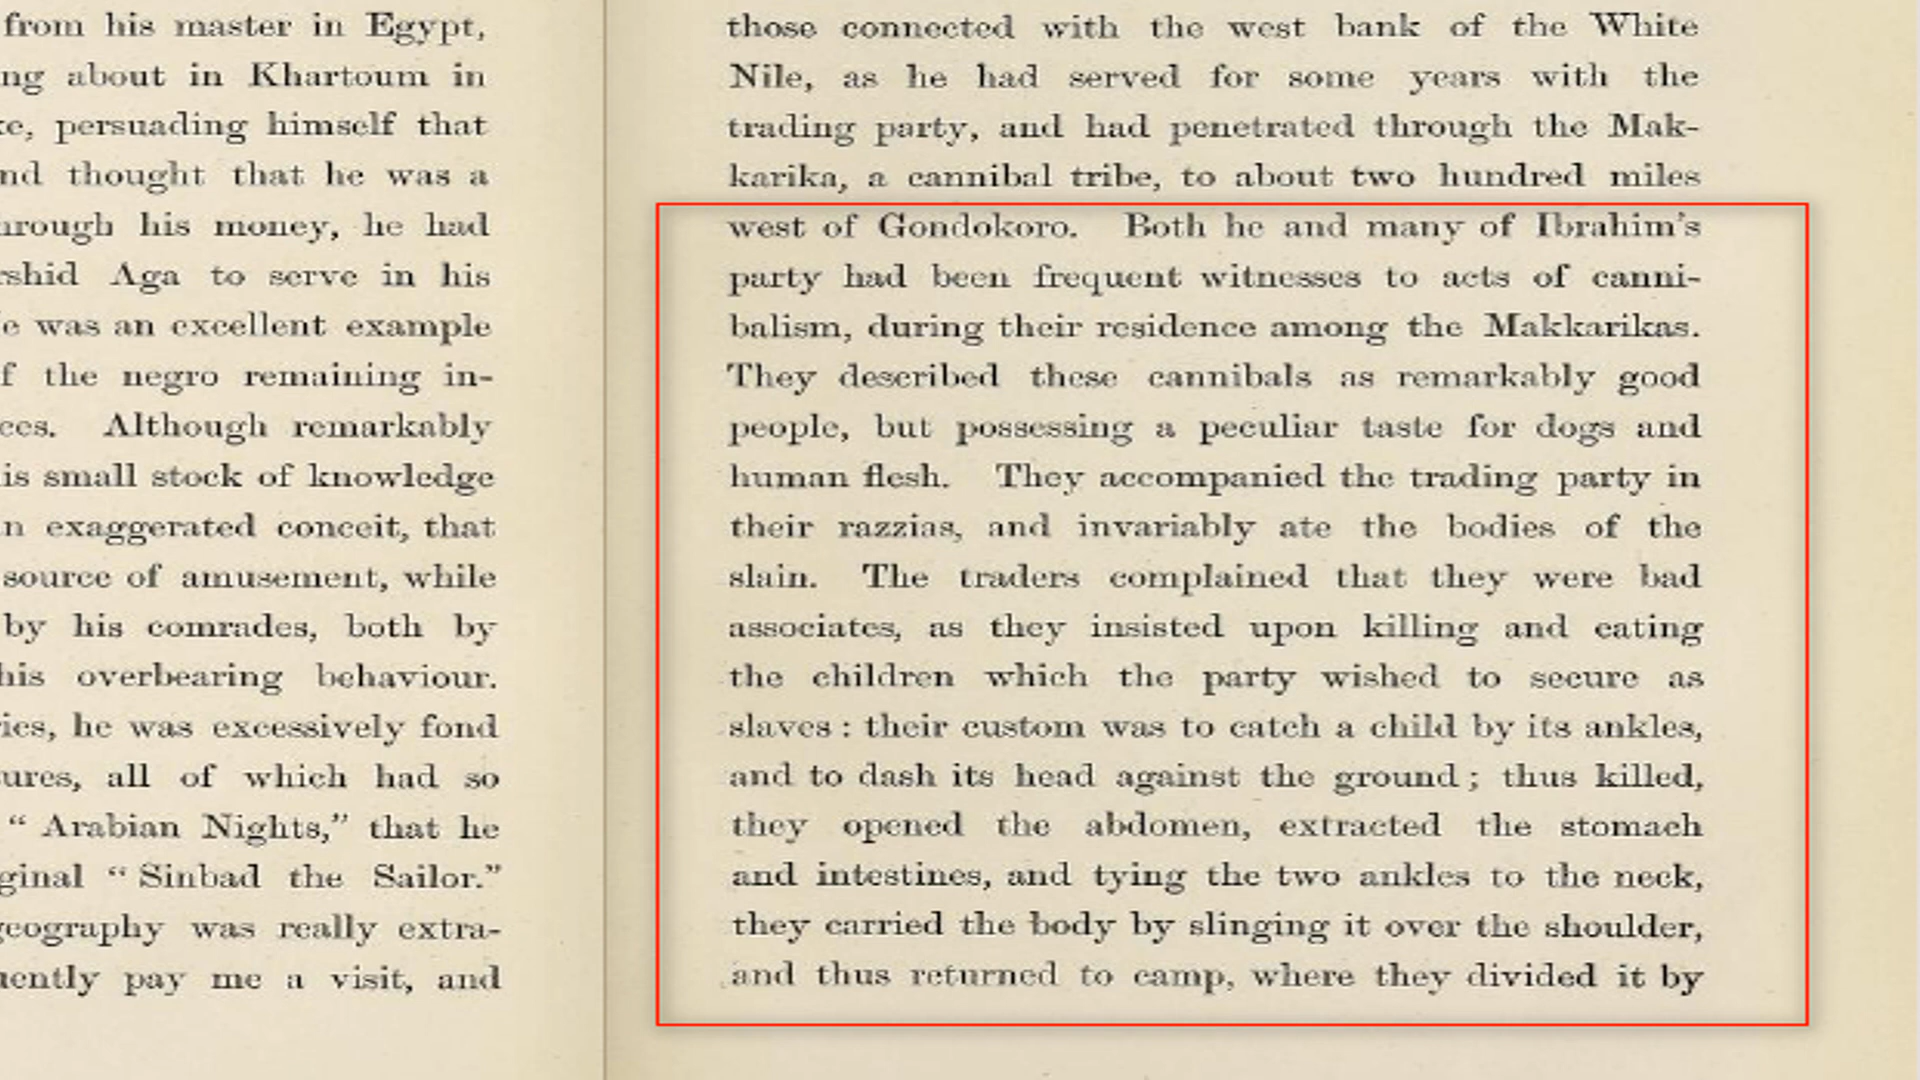 from his master in Egypt,
ng about in Khartoum in
persuading himself that
nd thought that he was a
hrough his money, he had
rshid Aga to serve in his
e was an excellent example
f the negro remaining in-
ces. Although remarkably
is small stock of knowledge
n exaggerated conceit, that
source of amusement, while
by his comrades, both by
his overbearing behaviour.
ries, he was excessively fond
tures, all of which had so
“ Arabian Nights,” that he
ginal “ Sinbad the Sailor.”
geography was really extra-
uently pay me a visit, and
those connected with the west bank of the White
Nile, as he had served for some years with the
trading party, and had penetrated through the Mak-
karika, a cannibal tribe, to about two hundred miles
west of Gondokoro. Both he and many of Ibrahim’s
party had been frequent witnesses to acts of canni-
balism, during their residence among the Makkarikas.
They described these cannibals as remarkably good
people, but possessing a peculiar taste for dogs and
human flesh. They accompanied the trading party in
their razzias, and invariably ate the bodies of the
slain. The traders complained that they were bad
associates, as they insisted upon killing and eating
the children which the party wished to secure as
slaves : their custom was to catch a child by its ankles,
and to dash its head against the ground ; thus killed,
they opened the abdomen, extracted the stomach
and intestines, and tying the two ankles to the neck,
they carried the body by slinging it over the shoulder,
and thus returned to camp, where they divided it by